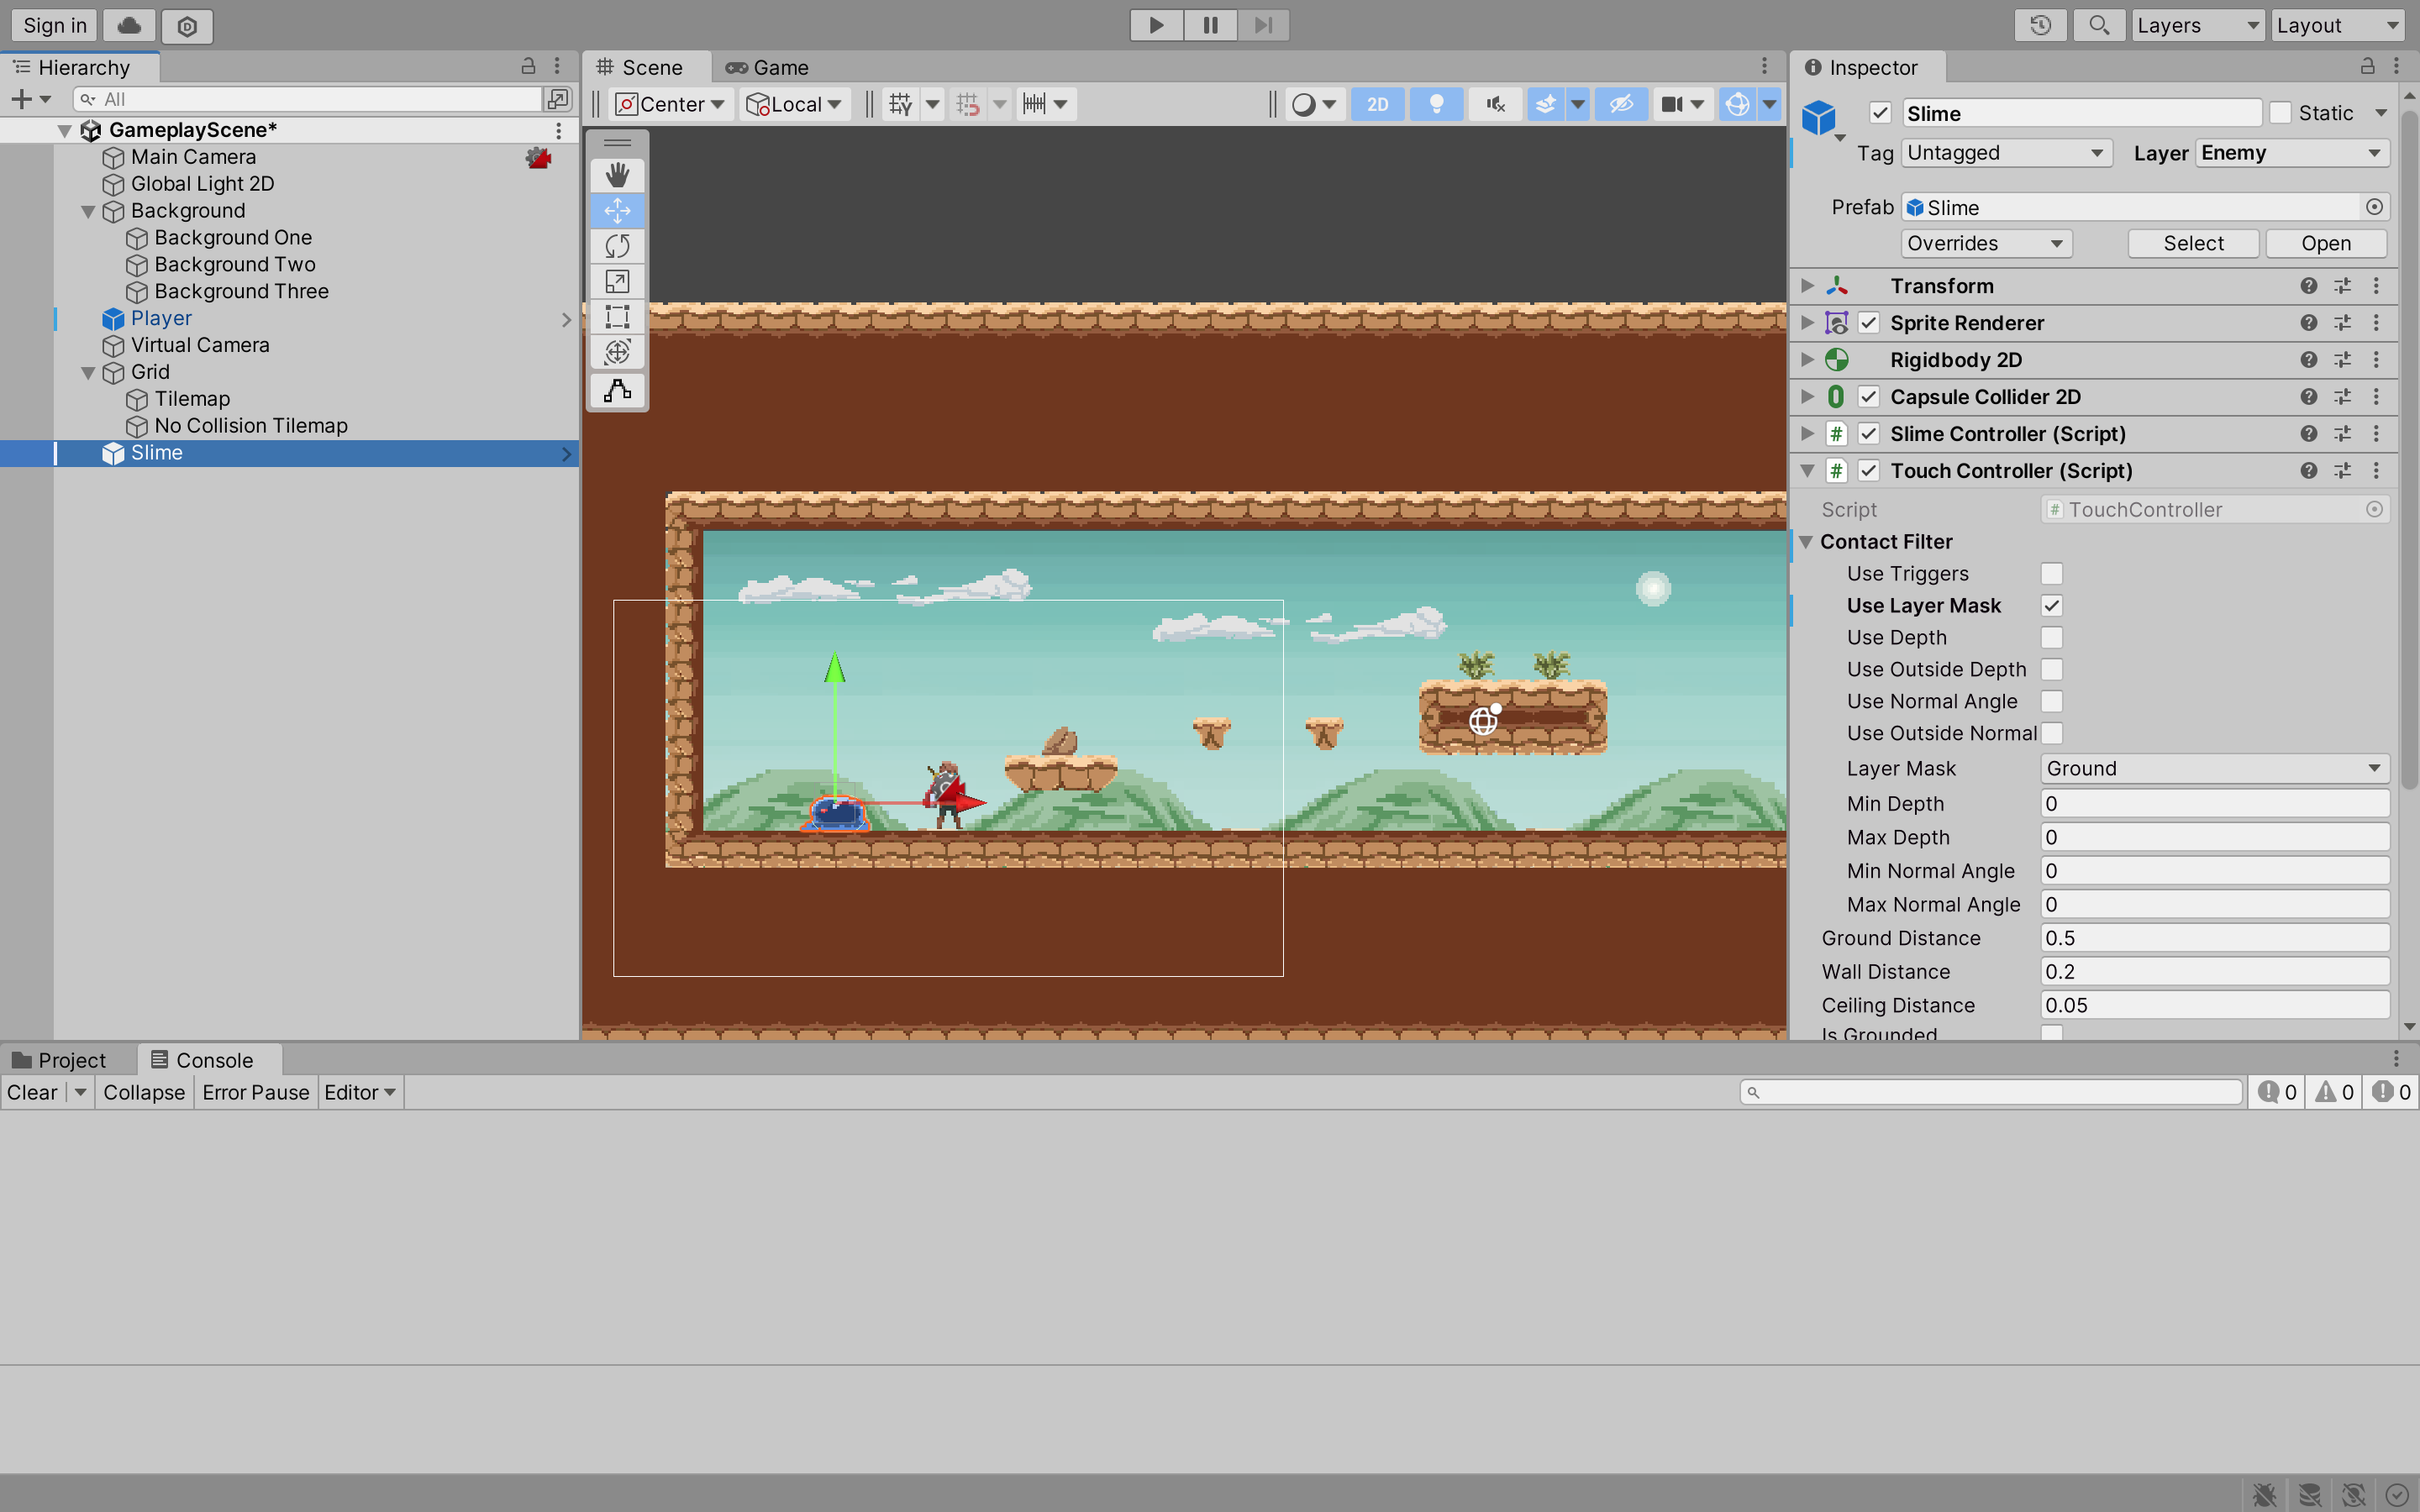 Sign in
Layers
Layout
Hierarchy
All
GameplayScene*
Main Camera
Global Light 2D
Background
Background One
Background Two
Background Three
Player
Virtual Camera
Grid
Tilemap
No Collision Tilemap
Slime
Scene
Game
Center
Local
2D
Inspector
Slime
Static
Tag Untagged
Layer Enemy
Prefab Slime
Overrides
Select
Open
Transform
Sprite Renderer
Rigidbody 2D
Capsule Collider 2D
# Slime Controller (Script)
# Touch Controller (Script)
Script # TouchController
Contact Filter
Use Triggers
Use Layer Mask
Use Depth
Use Outside Depth
Use Normal Angle
Use Outside Normal
Layer Mask Ground
Min Depth 0
Max Depth 0
Min Normal Angle 0
Max Normal Angle 0
Ground Distance 0.5
Wall Distance 0.2
Ceiling Distance 0.05
Is Grounded
Project
Console
Clear
Collapse
Error Pause
Editor
0
0
0